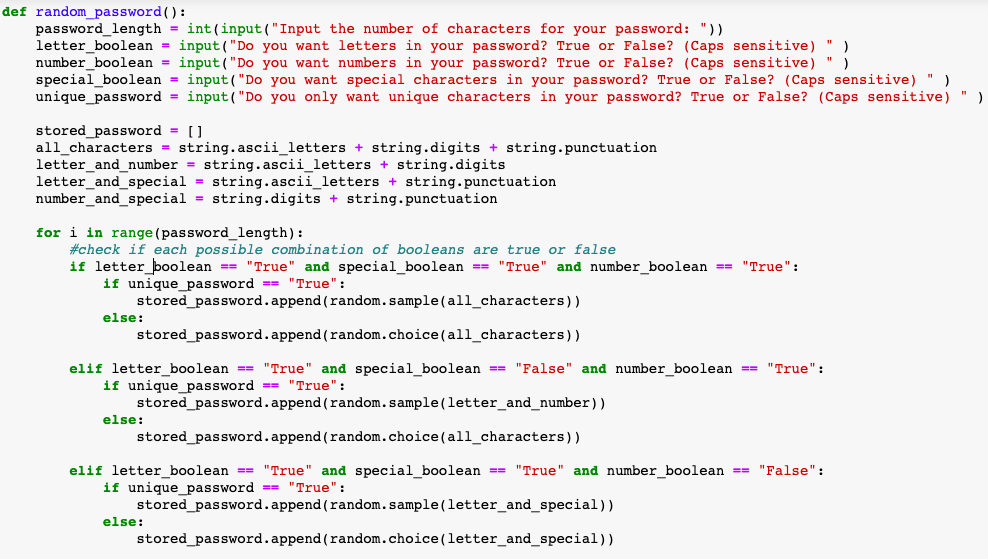 def random_password():
    password_length = int(input("Input the number of characters for your password: "))
    letter_boolean = input("Do you want letters in your password? True or False? (Caps sensitive) " )
    number_boolean = input("Do you want numbers in your password? True or False? (Caps sensitive) " )
    special_boolean = input("Do you want special characters in your password? True or False? (Caps sensitive) " )
    unique_password = input("Do you only want unique characters in your password? True or False? (Caps sensitive) " )

    stored_password = []
    all_characters = string.ascii_letters + string.digits + string.punctuation
    letter_and_number = string.ascii_letters + string.digits
    letter_and_special = string.ascii_letters + string.punctuation
    number_and_special = string.digits + string.punctuation

    for i in range(password_length):
        #check if each possible combination of booleans are true or false
        if letter_boolean == "True" and special_boolean == "True" and number_boolean == "True":
            if unique_password == "True":
                stored_password.append(random.sample(all_characters))
            else:
                stored_password.append(random.choice(all_characters))

        elif letter_boolean == "True" and special_boolean == "False" and number_boolean == "True":
            if unique_password == "True":
                stored_password.append(random.sample(letter_and_number))
            else:
                stored_password.append(random.choice(all_characters))

        elif letter_boolean == "True" and special_boolean == "True" and number_boolean == "False":
            if unique_password == "True":
                stored_password.append(random.sample(letter_and_special))
            else:
                stored_password.append(random.choice(letter_and_special))